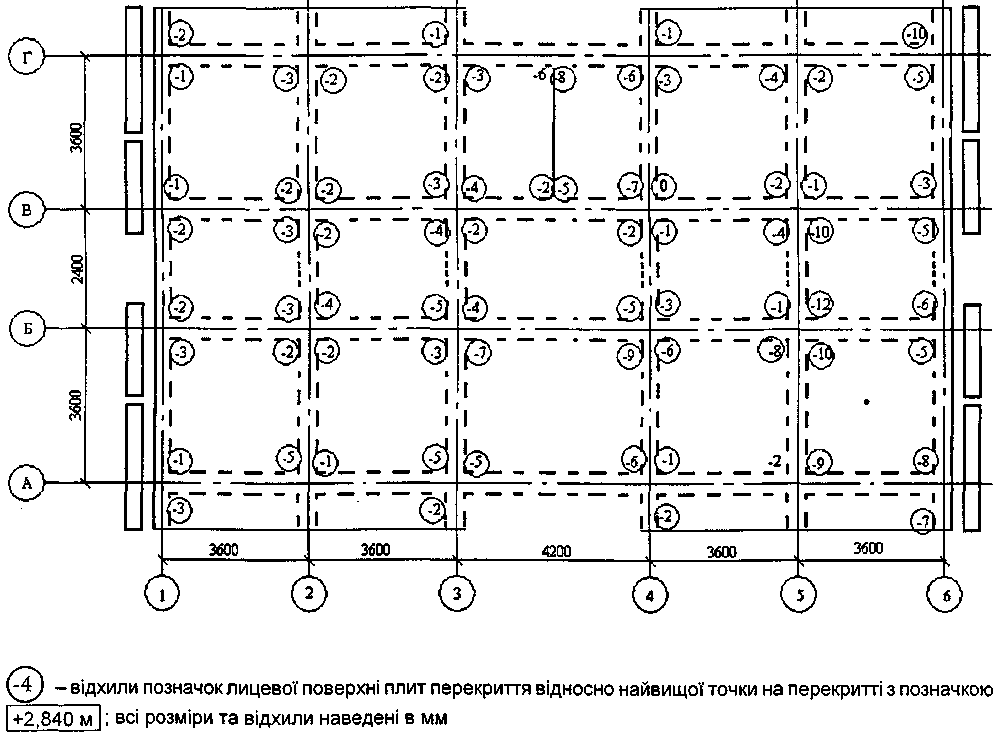 -2 -1 -1 -10
Г
-1 -3 -2 -2 -3 -6 -8 -6 -3 -4 -2 -5
3600
-1 -2 -2 -3 -4 -2 -5 -7 0 -2 -1 -3
В
-2 -3 -2 -4 -2 -2 -1 -4 -10 -5
2400
-2 -3 -4 -5 -4 -5 -3 -1 -12 -6
Б
-3 -2 -2 -3 -7 -9 -6 -8 -10 -5
3600
-1 -5 -1 -5 -5 -6 -1 -2 -9 -8
А
-3 -2 -2 -7
3600 3600 4200 3600 3600
1 2 3 4 5 6
-4 – відхили позначок лицевої поверхні плит перекриття відносно найвищої точки на перекритті з позначкою
+2,840 м ; всі розміри та відхили наведені в мм